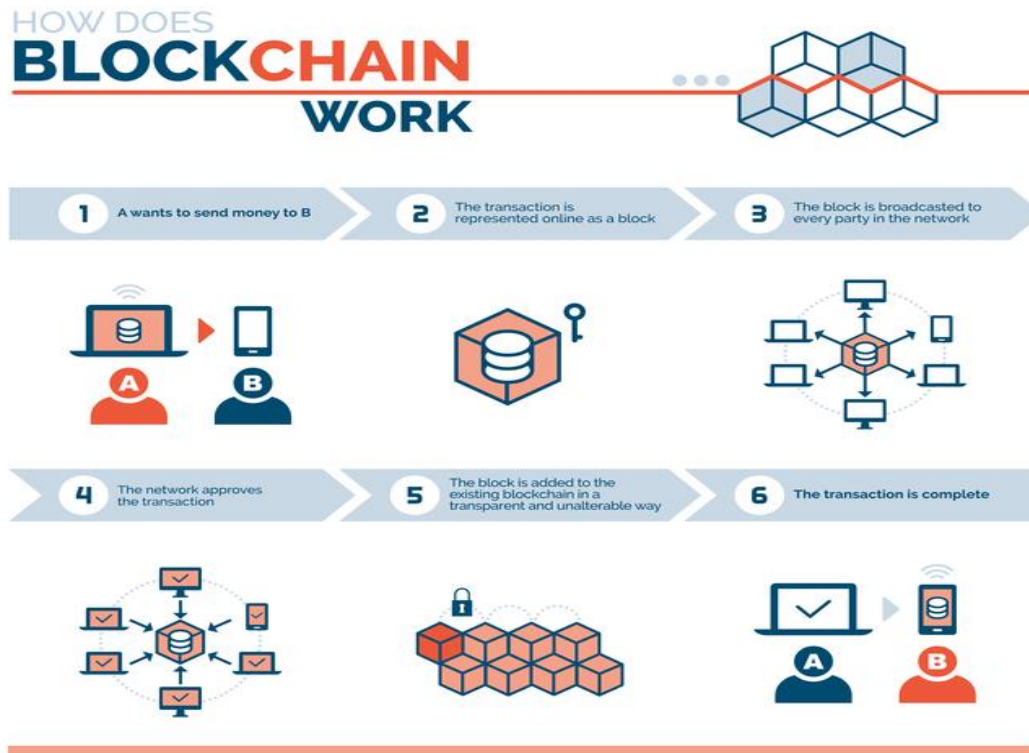 HOW DOES
BLOCKCHAIN
WORK
1
A wants to send money to B
2
The transaction is
represented online as a block
3
The block is broadcasted to
every party in the network
A
B
4
The network approves
the transaction
5
The block is added to the
existing blockchain in a
transparent and unalterable way
6
The transaction is complete
A
B